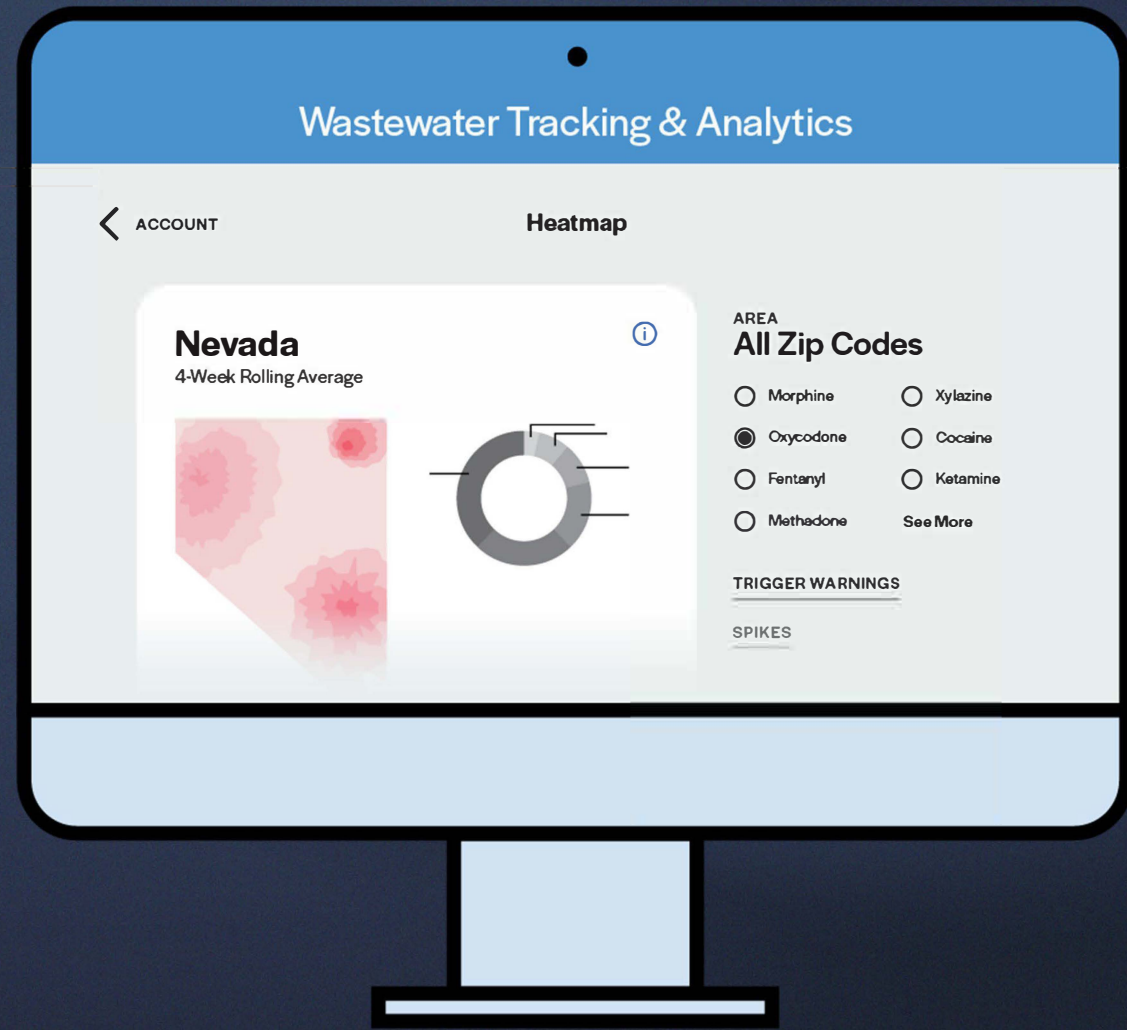 Wastewater Tracking & Analytics
ACCOUNT
Heatmap
Nevada
4-Week Rolling Average
AREA
All Zip Codes
Morphine
Xylazine
Oxycodone
Cocaine
Fentanyl
Ketamine
Methadone
See More
TRIGGER WARNINGS
SPIKES